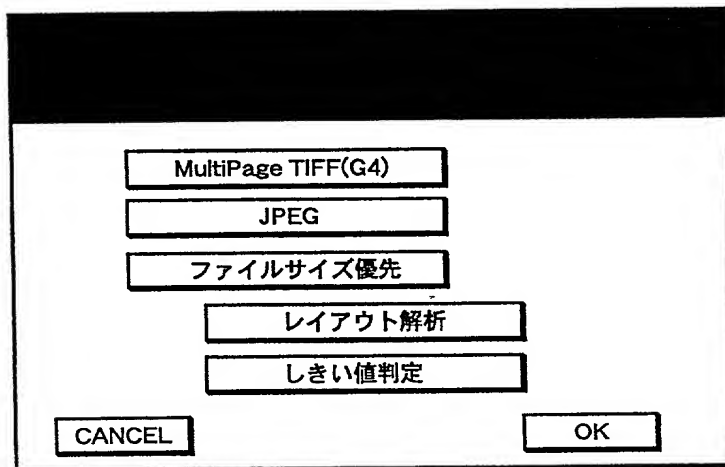 MultiPage TIFF(G4)
JPEG
ファイルサイズ優先
レイアウト解析
しきい値判定
CANCEL
OK